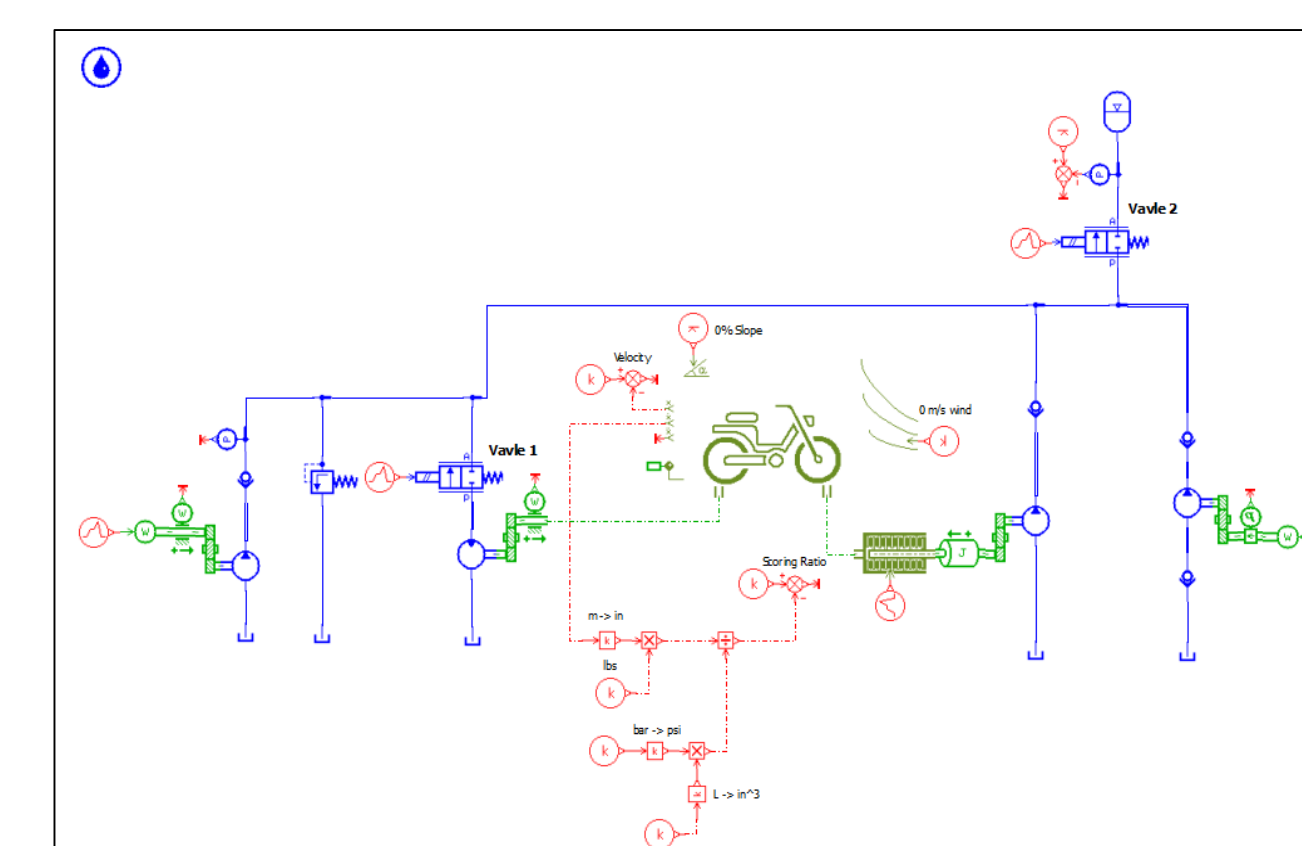 K
P
Vavle 2
A
P
K
0% Slope
Velocity
k
α
0 m/s wind
k
P
Vavle 1
A
P
W
W
W
J
W
Scoring Ratio
k
m-> in
k
lbs
k
bar -> psi
k
k
k
L -> in^3
k